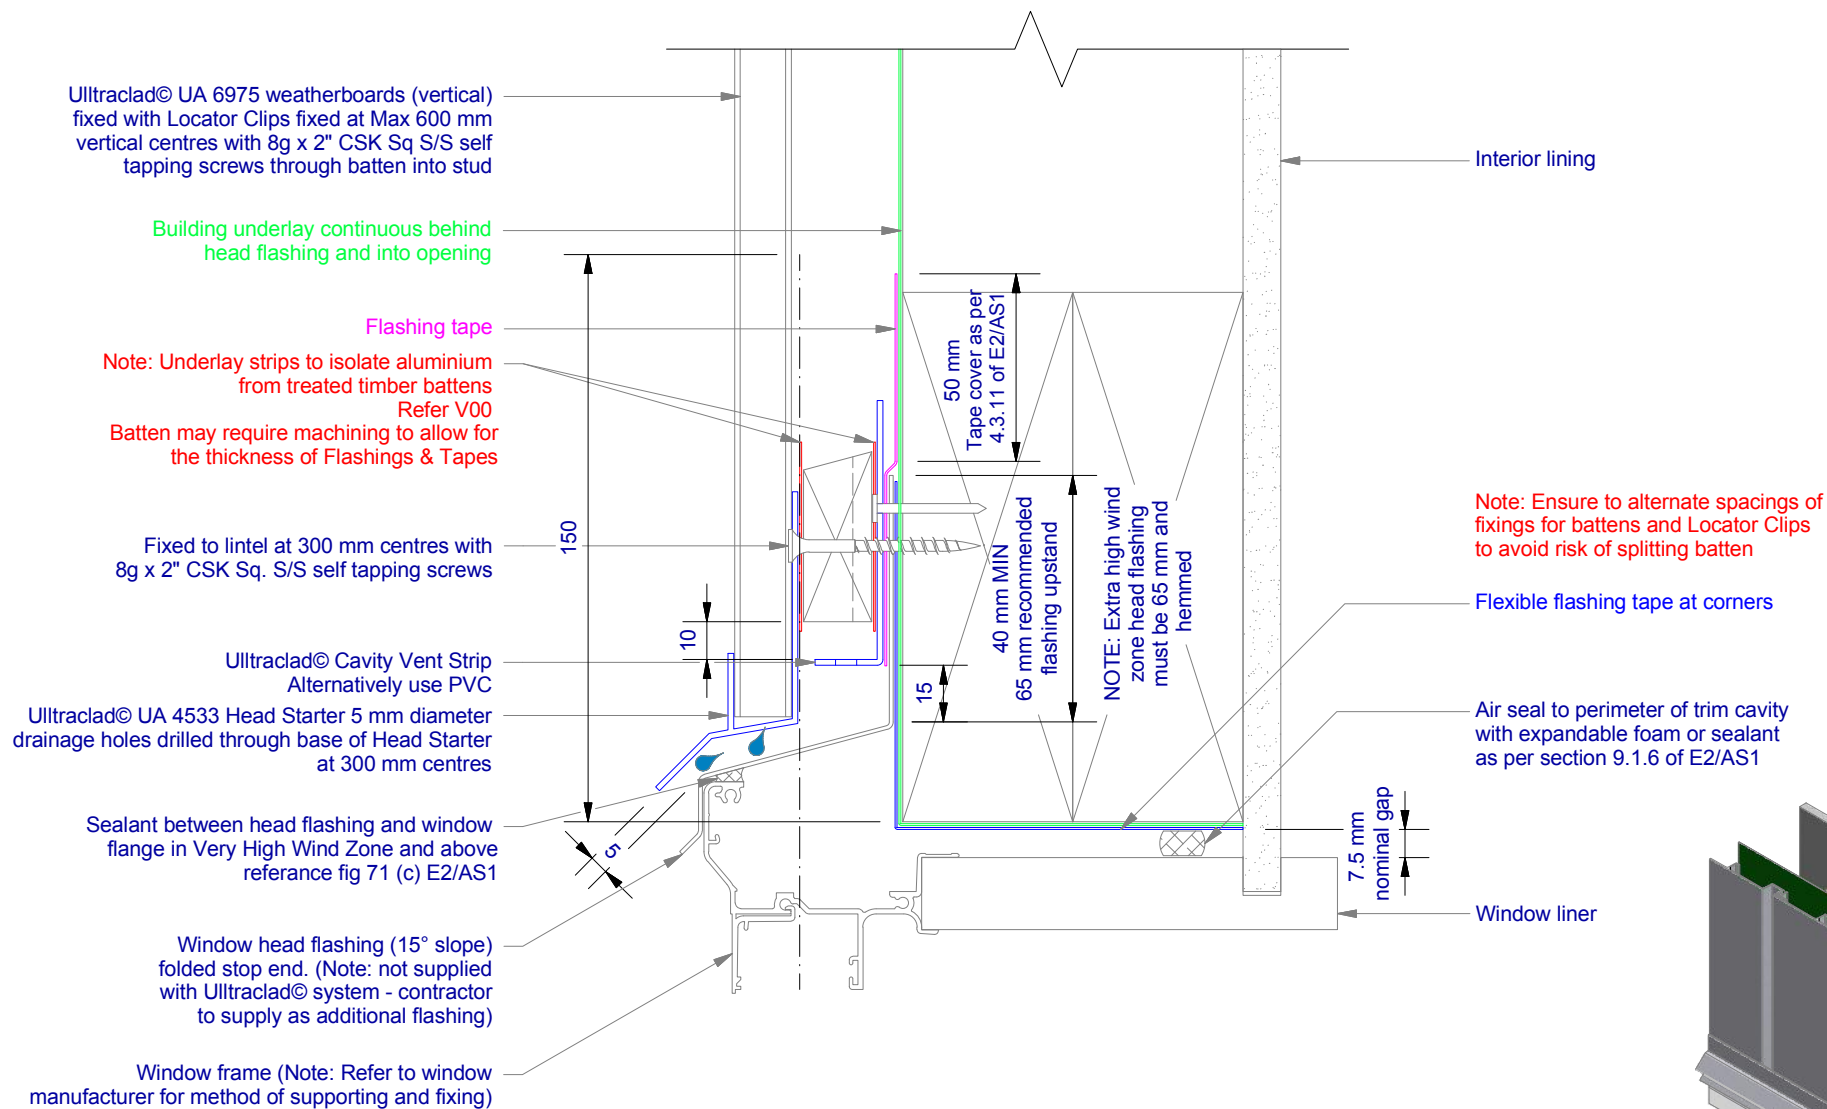 Ulltraclad© UA 6975 weatherboards (vertical)
fixed with Locator Clips fixed at Max 600 mm
vertical centres with 8g x 2" CSK Sq S/S self
tapping screws through batten into stud
Building underlay continuous behind
head flashing and into opening
Flashing tape
Note: Underlay strips to isolate aluminium
from treated timber battens
Refer V00
Batten may require machining to allow for
the thickness of Flashings & Tapes
Fixed to lintel at 300 mm centres with
8g x 2" CSK Sq. S/S self tapping screws
Ulltraclad© Cavity Vent Strip
Alternatively use PVC
Ulltraclad© UA 4533 Head Starter 5 mm diameter
drainage holes drilled through base of Head Starter
at 300 mm centres
Sealant between head flashing and window
flange in Very High Wind Zone and above
referance fig 71 (c) E2/AS1
Window head flashing (15° slope)
folded stop end. (Note: not supplied
with Ulltraclad© system - contractor
to supply as additional flashing)
Window frame (Note: Refer to window
manufacturer for method of supporting and fixing)
150
10
5
15
50 mm
Tape cover as per
4.3.11 of E2/AS1
40 mm MIN
65 mm recommended
flashing upstand
NOTE: Extra high wind
zone head flashing
must be 65 mm and
hemmed
7.5 mm
nominal gap
Interior lining
Note: Ensure to alternate spacings of
fixings for battens and Locator Clips
to avoid risk of splitting batten
Flexible flashing tape at corners
Air seal to perimeter of trim cavity
with expandable foam or sealant
as per section 9.1.6 of E2/AS1
Window liner